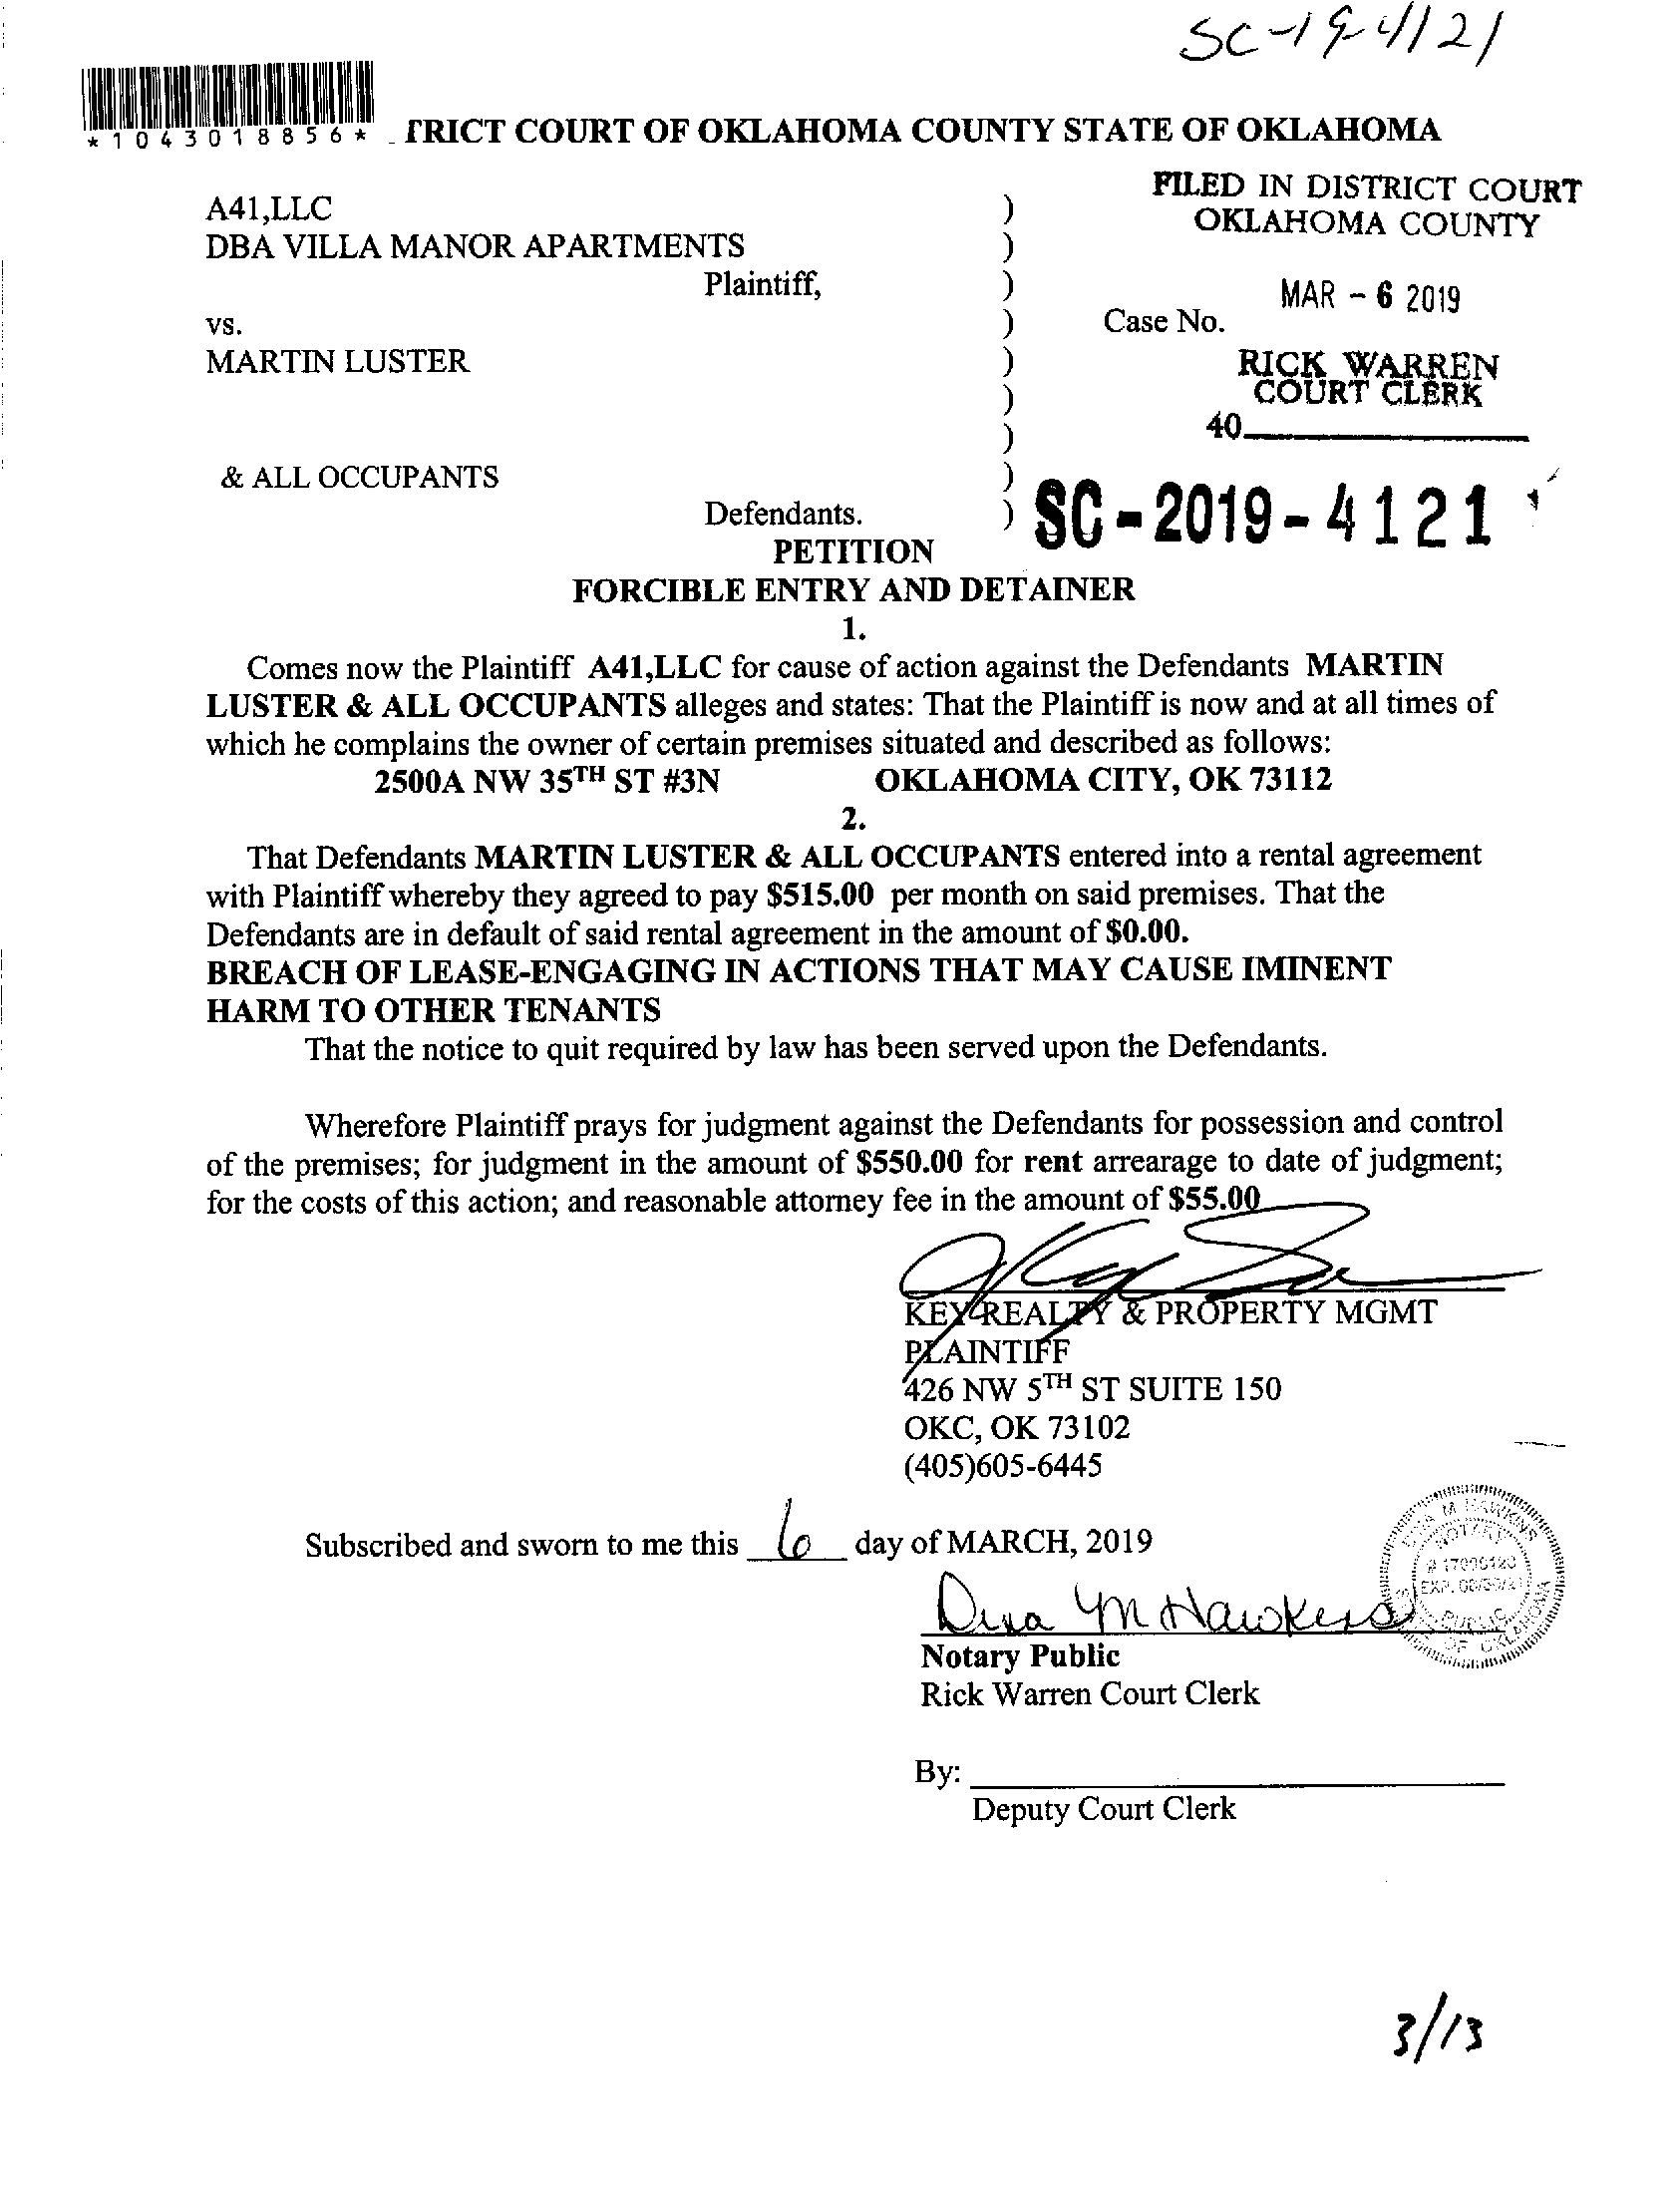 SC-19-4121
*1043018856*
TRICT COURT OF OKLAHOMA COUNTY STATE OF OKLAHOMA
FILED IN DISTRICT COURT
OKLAHOMA COUNTY
A41,LLC )
DBA VILLA MANOR APARTMENTS )
Plaintiff, )
MAR - 6 2019
vs. ) Case No.
MARTIN LUSTER )
RICK WARREN
COURT CLERK
)
40
)
& ALL OCCUPANTS )
Defendants. ) SC-2019-4121
PETITION
FORCIBLE ENTRY AND DETAINER
1.
Comes now the Plaintiff A41,LLC for cause of action against the Defendants MARTIN
LUSTER & ALL OCCUPANTS alleges and states: That the Plaintiff is now and at all times of
which he complains the owner of certain premises situated and described as follows:
2500A NW 35TH ST #3N OKLAHOMA CITY, OK 73112
2.
That Defendants MARTIN LUSTER & ALL OCCUPANTS entered into a rental agreement
with Plaintiff whereby they agreed to pay $515.00 per month on said premises. That the
Defendants are in default of said rental agreement in the amount of $0.00.
BREACH OF LEASE-ENGAGING IN ACTIONS THAT MAY CAUSE IMINENT
HARM TO OTHER TENANTS
That the notice to quit required by law has been served upon the Defendants.
Wherefore Plaintiff prays for judgment against the Defendants for possession and control
of the premises; for judgment in the amount of $550.00 for rent arrearage to date of judgment;
for the costs of this action; and reasonable attorney fee in the amount of $55.00
KEY REALTY & PROPERTY MGMT
PLAINTIFF
426 NW 5TH ST SUITE 150
OKC, OK 73102
(405)605-6445
Subscribed and sworn to me this 6 day of MARCH, 2019
M HAWKINS
NOTARY
PUBLIC
OF OKLAHOMA
M Hawkins
Notary Public
Rick Warren Court Clerk
By:
Deputy Court Clerk
3/13